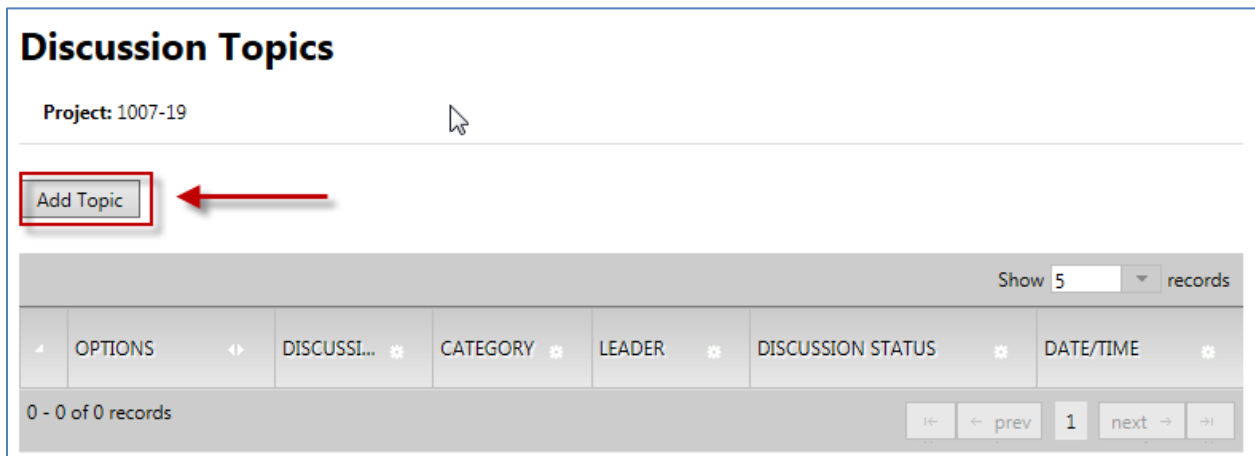 Discussion Topics
Project: 1007-19
Add Topic
Show 5 records
OPTIONS DISCUSSI... CATEGORY LEADER DISCUSSION STATUS DATE/TIME
0 - 0 of 0 records ← prev 1 next →